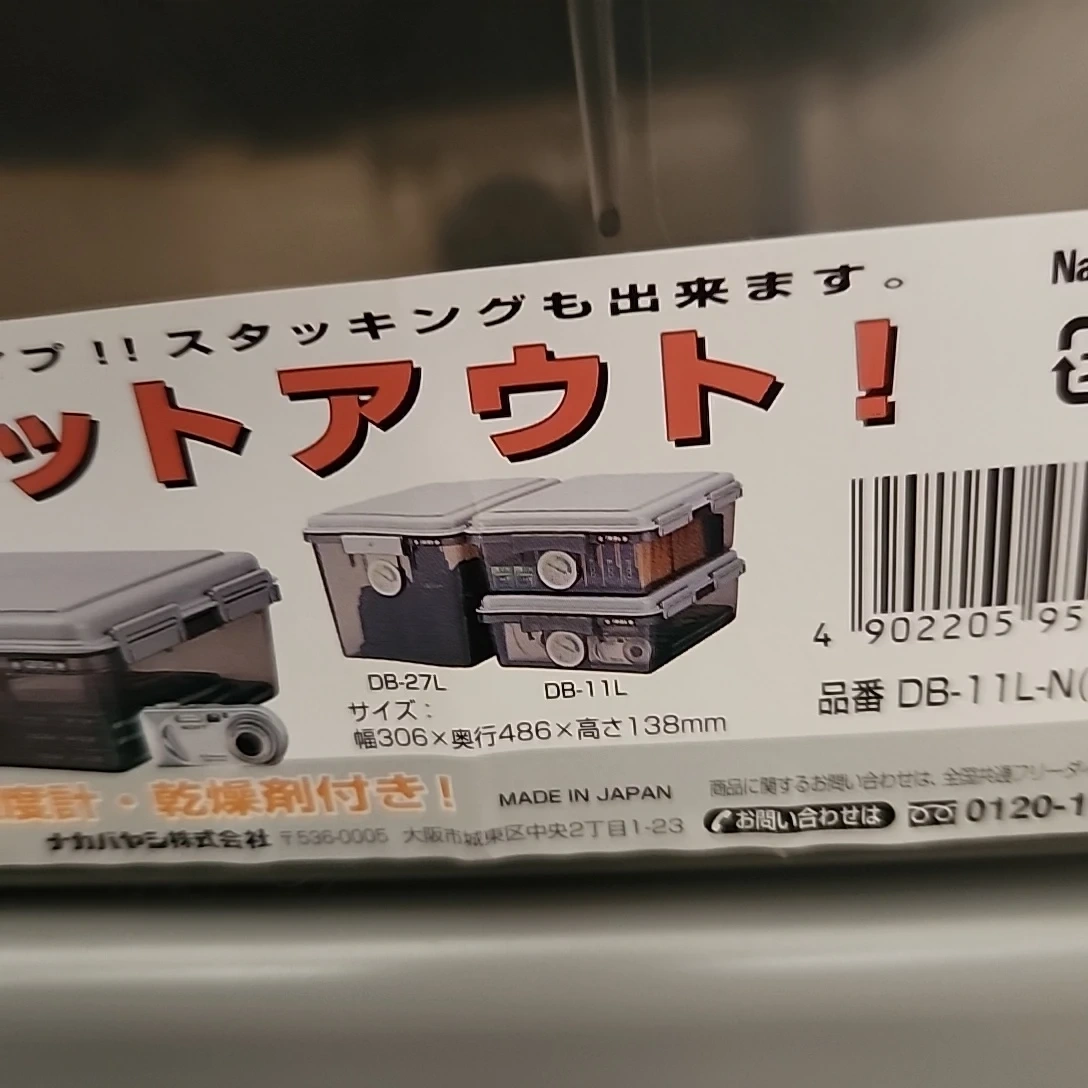 プ!!スタッキングも出来ます。
Na
ットアウト!
4 902205 95
DB-27L
DB-11L
品番 DB-11L-N
サイズ:
幅306×奥行486×高さ138mm
度計・乾燥剤付き!
MADE IN JAPAN
商品に関するお問い合わせは、全国共通フリーダ
お問い合わせは 0120-1
ナカバヤシ株式会社 〒536-0005 大阪市城東区中央2丁目1-23